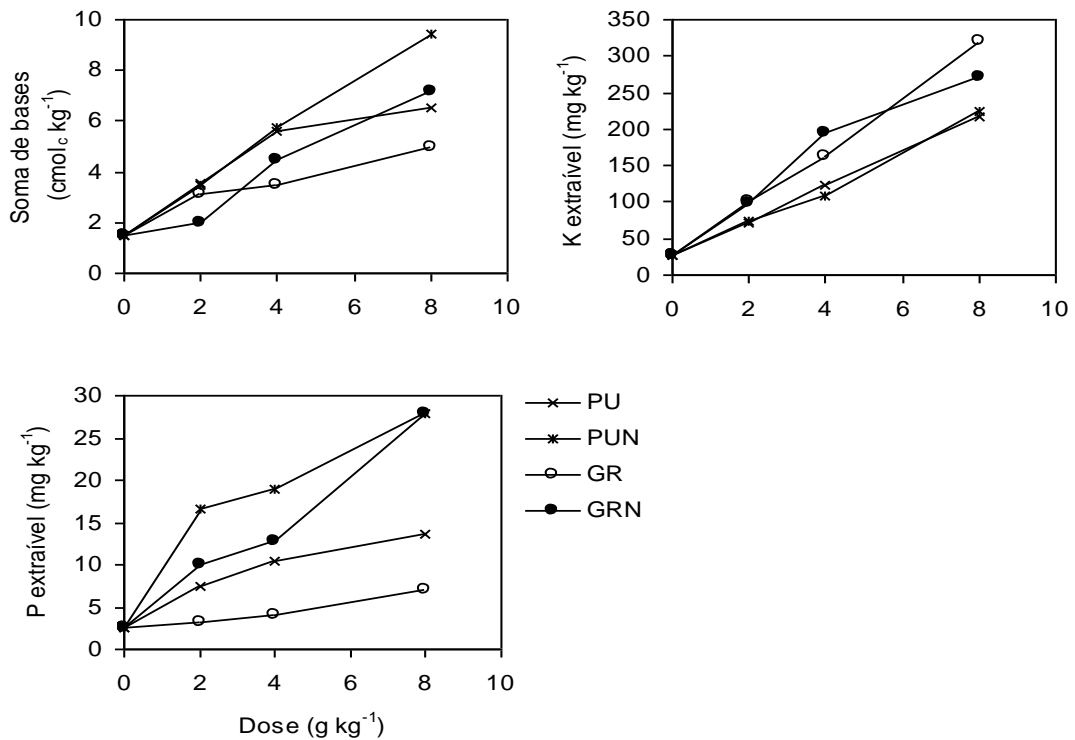 Soma de bases
(cmol_c kg⁻¹)
10
8
6
4
2
0
0 2 4 6 8 10
K extraível (mg kg⁻¹)
350
300
250
200
150
100
50
0
0 2 4 6 8 10
P extraível (mg kg⁻¹)
30
25
20
15
10
5
0
0 2 4 6 8 10
Dose (g kg⁻¹)
PU
PUN
GR
GRN